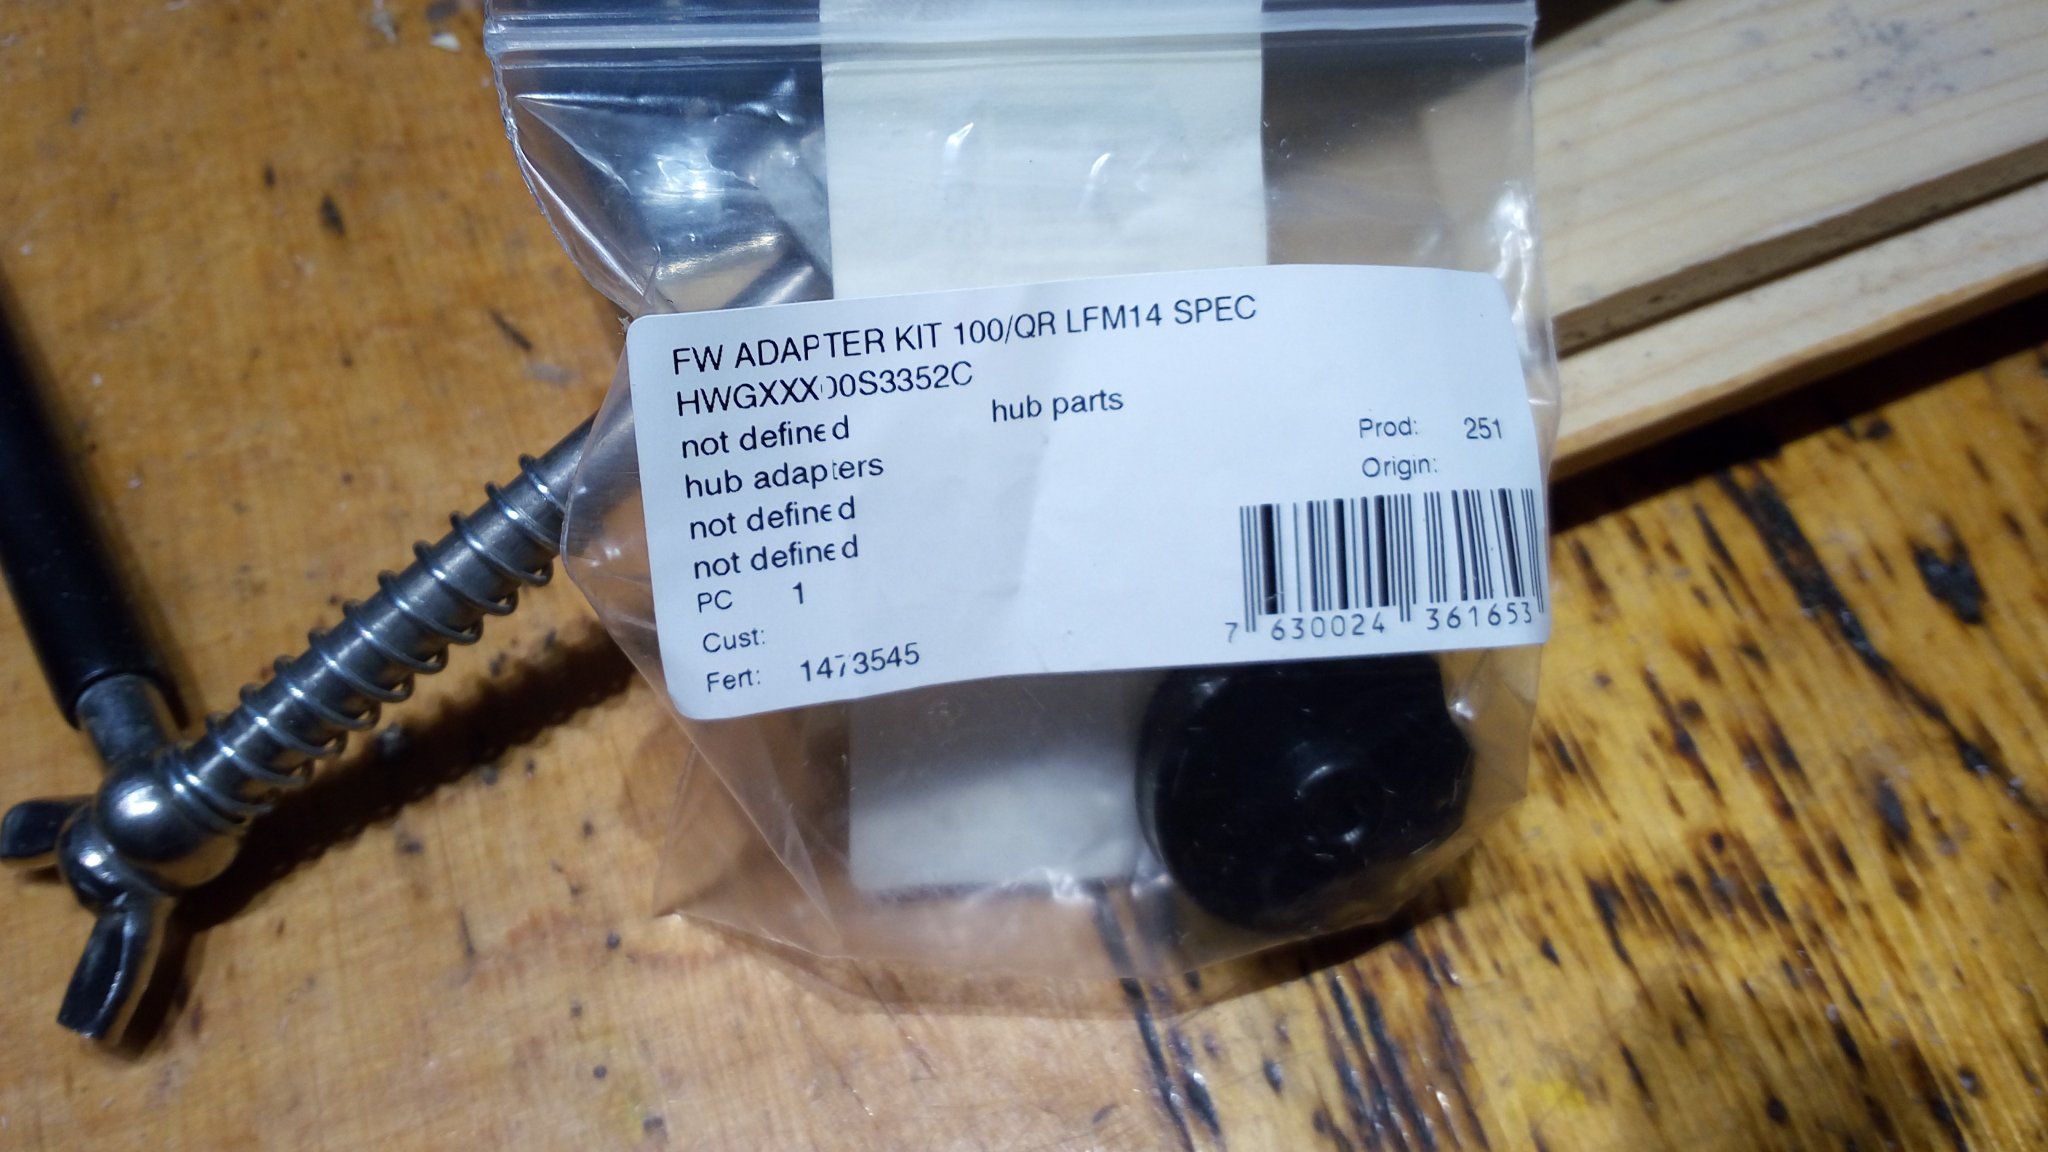 FW ADAPTER KIT 100/QR LFM14 SPEC
HWGXXX00S3352C
not defined hub parts
hub adapters
not defined
not defined
PC 1
Cust:
Fert: 1473545
Prod: 251
Origin:
7 630024 361653